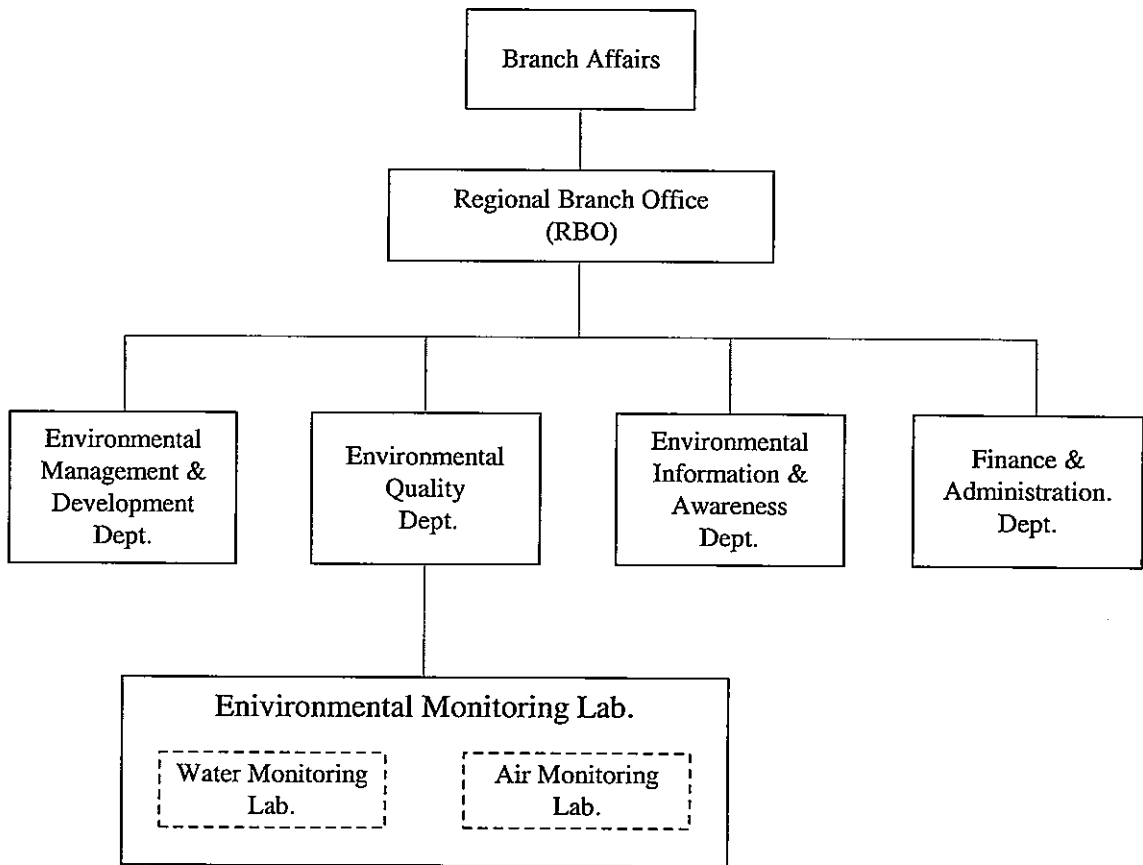 Branch Affairs
Regional Branch Office
(RBO)
Environmental
Management &
Development
Dept.
Environmental
Quality
Dept.
Environmental
Information &
Awareness
Dept.
Finance &
Administration.
Dept.
Enivironmental Monitoring Lab.
Water Monitoring
Lab.
Air Monitoring
Lab.